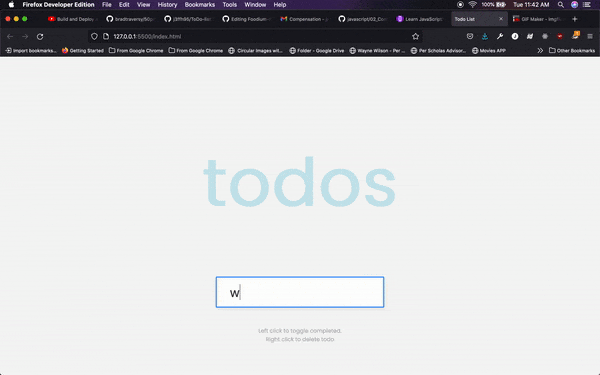 Firefox Developer Edition File Edit View History Bookmarks Tools Window Help 100% Tue 11:42 AM
Build and Deploy bradtraversy/50p j3ffh96/ToDo-list Editing Foodium Compensation - g javascript/02_Con Learn JavaScript Todo List GIF Maker - Imgfl
127.0.0.1:5500/index.html
Import bookmarks... Getting Started From Google Chrome From Google Chrome Circular Images wi... Folder - Google Drive Wayne Wilson - Per ... Per Scholas Advisor... Movies APP Other Bookmarks
todos
w
Left click to toggle completed.
Right click to delete todo